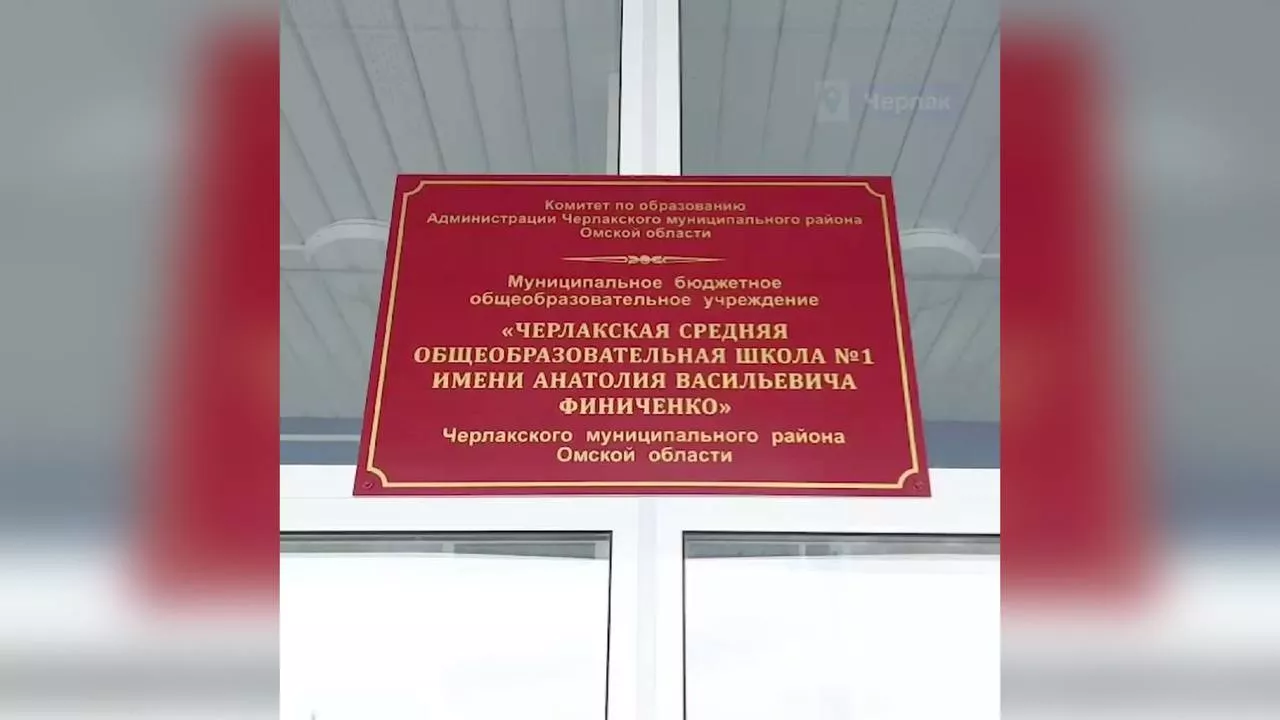 Черлак
Комитет по образованию
Администрации Черлакского муниципального района
Омской области
Муниципальное бюджетное
общеобразовательное учреждение
«ЧЕРЛАКСКАЯ СРЕДНЯЯ
ОБЩЕОБРАЗОВАТЕЛЬНАЯ ШКОЛА №1
ИМЕНИ АНАТОЛИЯ ВАСИЛЬЕВИЧА
ФИНИЧЕНКО»
Черлакского муниципального района
Омской области